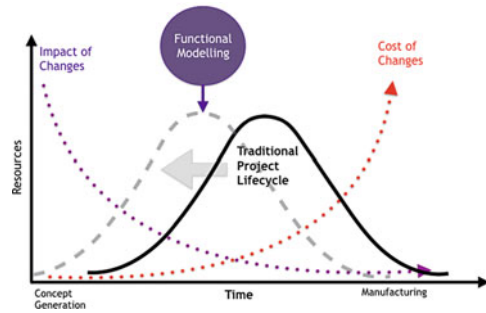 Functional
Modelling
Impact of
Changes
Cost of
Changes
Resources
Traditional
Project
Lifecycle
Concept
Generation
Time
Manufacturing